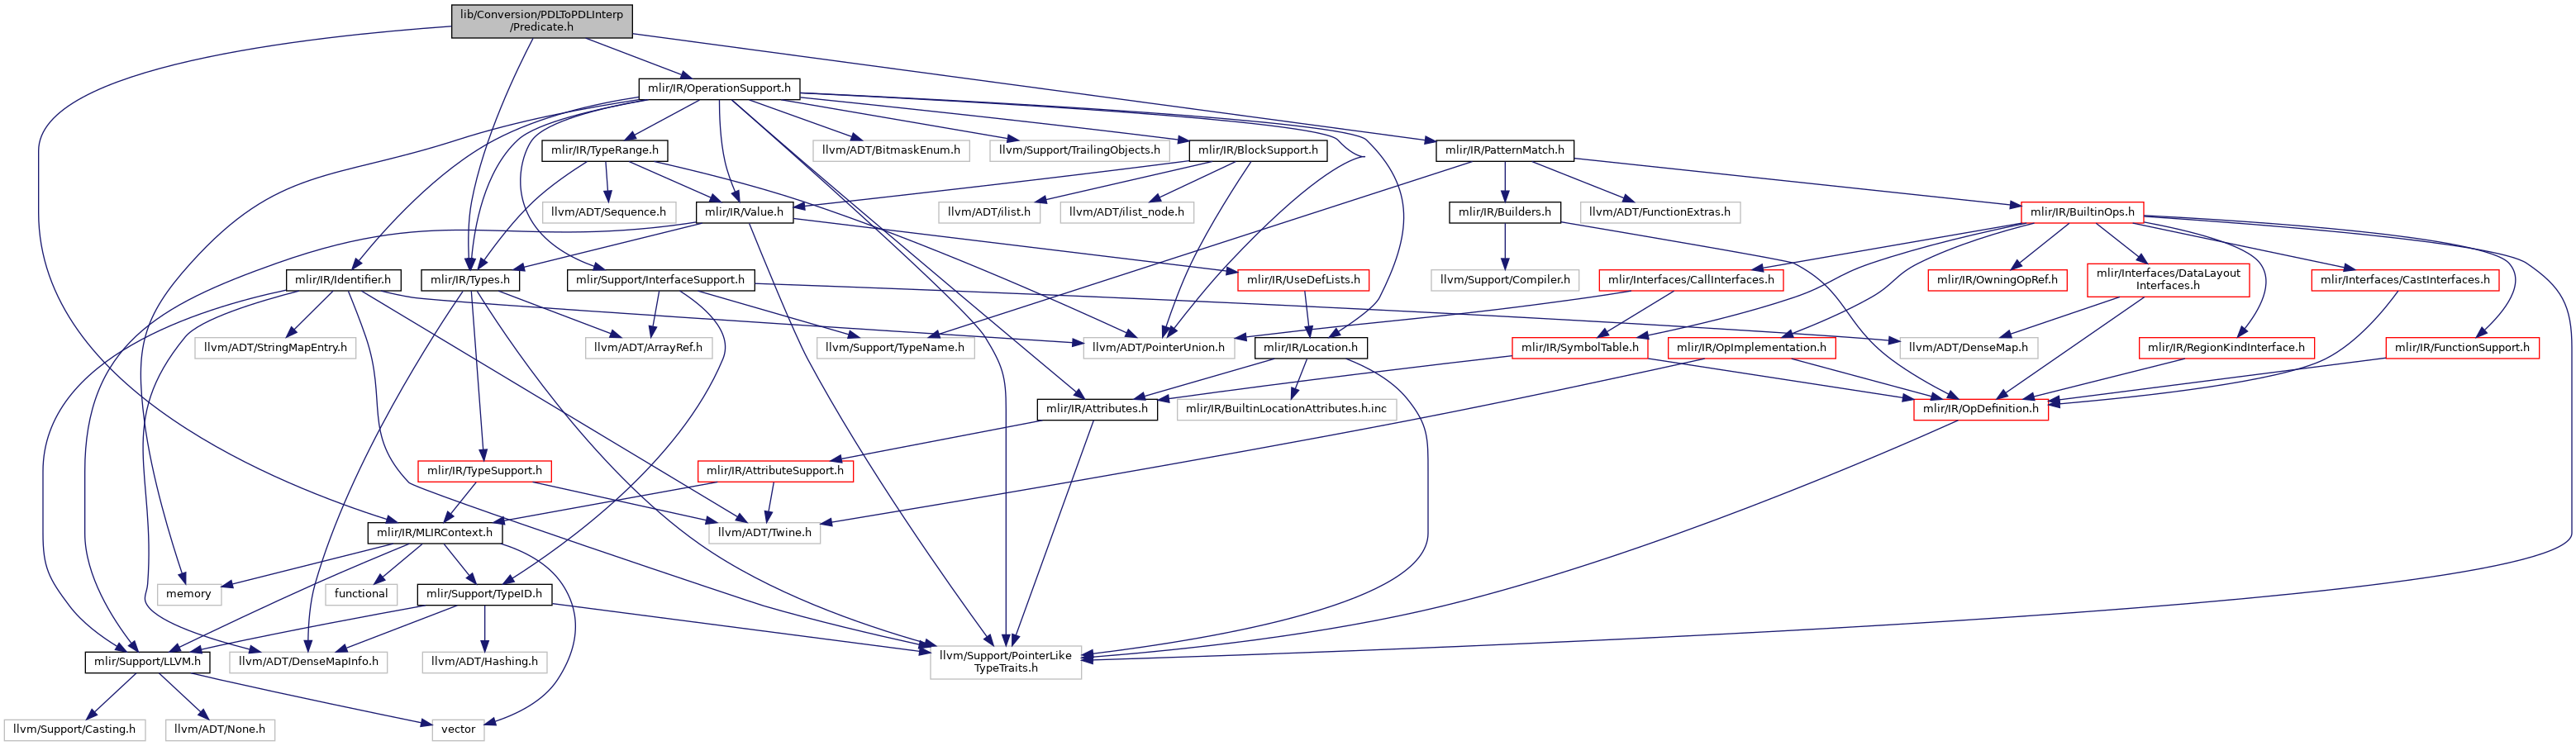 lib/Conversion/PDLToPDLInterp
/Predicate.h
mlir/IR/OperationSupport.h
mlir/IR/TypeRange.h
llvm/ADT/BitmaskEnum.h
llvm/Support/TrailingObjects.h
mlir/IR/BlockSupport.h
mlir/IR/PatternMatch.h
llvm/ADT/Sequence.h
mlir/IR/Value.h
llvm/ADT/ilist.h
llvm/ADT/ilist_node.h
mlir/IR/Builders.h
llvm/ADT/FunctionExtras.h
mlir/IR/BuiltinOps.h
mlir/IR/Identifier.h
mlir/IR/Types.h
mlir/Support/InterfaceSupport.h
mlir/IR/UseDefLists.h
llvm/Support/Compiler.h
mlir/Interfaces/CallInterfaces.h
mlir/IR/OwningOpRef.h
mlir/Interfaces/DataLayout
Interfaces.h
mlir/Interfaces/CastInterfaces.h
llvm/ADT/StringMapEntry.h
llvm/ADT/ArrayRef.h
llvm/Support/TypeName.h
llvm/ADT/PointerUnion.h
mlir/IR/Location.h
mlir/IR/SymbolTable.h
mlir/IR/OpImplementation.h
llvm/ADT/DenseMap.h
mlir/IR/RegionKindInterface.h
mlir/IR/FunctionSupport.h
mlir/IR/Attributes.h
mlir/IR/BuiltinLocationAttributes.h.inc
mlir/IR/OpDefinition.h
mlir/IR/TypeSupport.h
mlir/IR/AttributeSupport.h
mlir/IR/MLIRContext.h
llvm/ADT/Twine.h
memory
functional
mlir/Support/TypeID.h
mlir/Support/LLVM.h
llvm/ADT/DenseMapInfo.h
llvm/ADT/Hashing.h
llvm/Support/PointerLike
TypeTraits.h
llvm/Support/Casting.h
llvm/ADT/None.h
vector